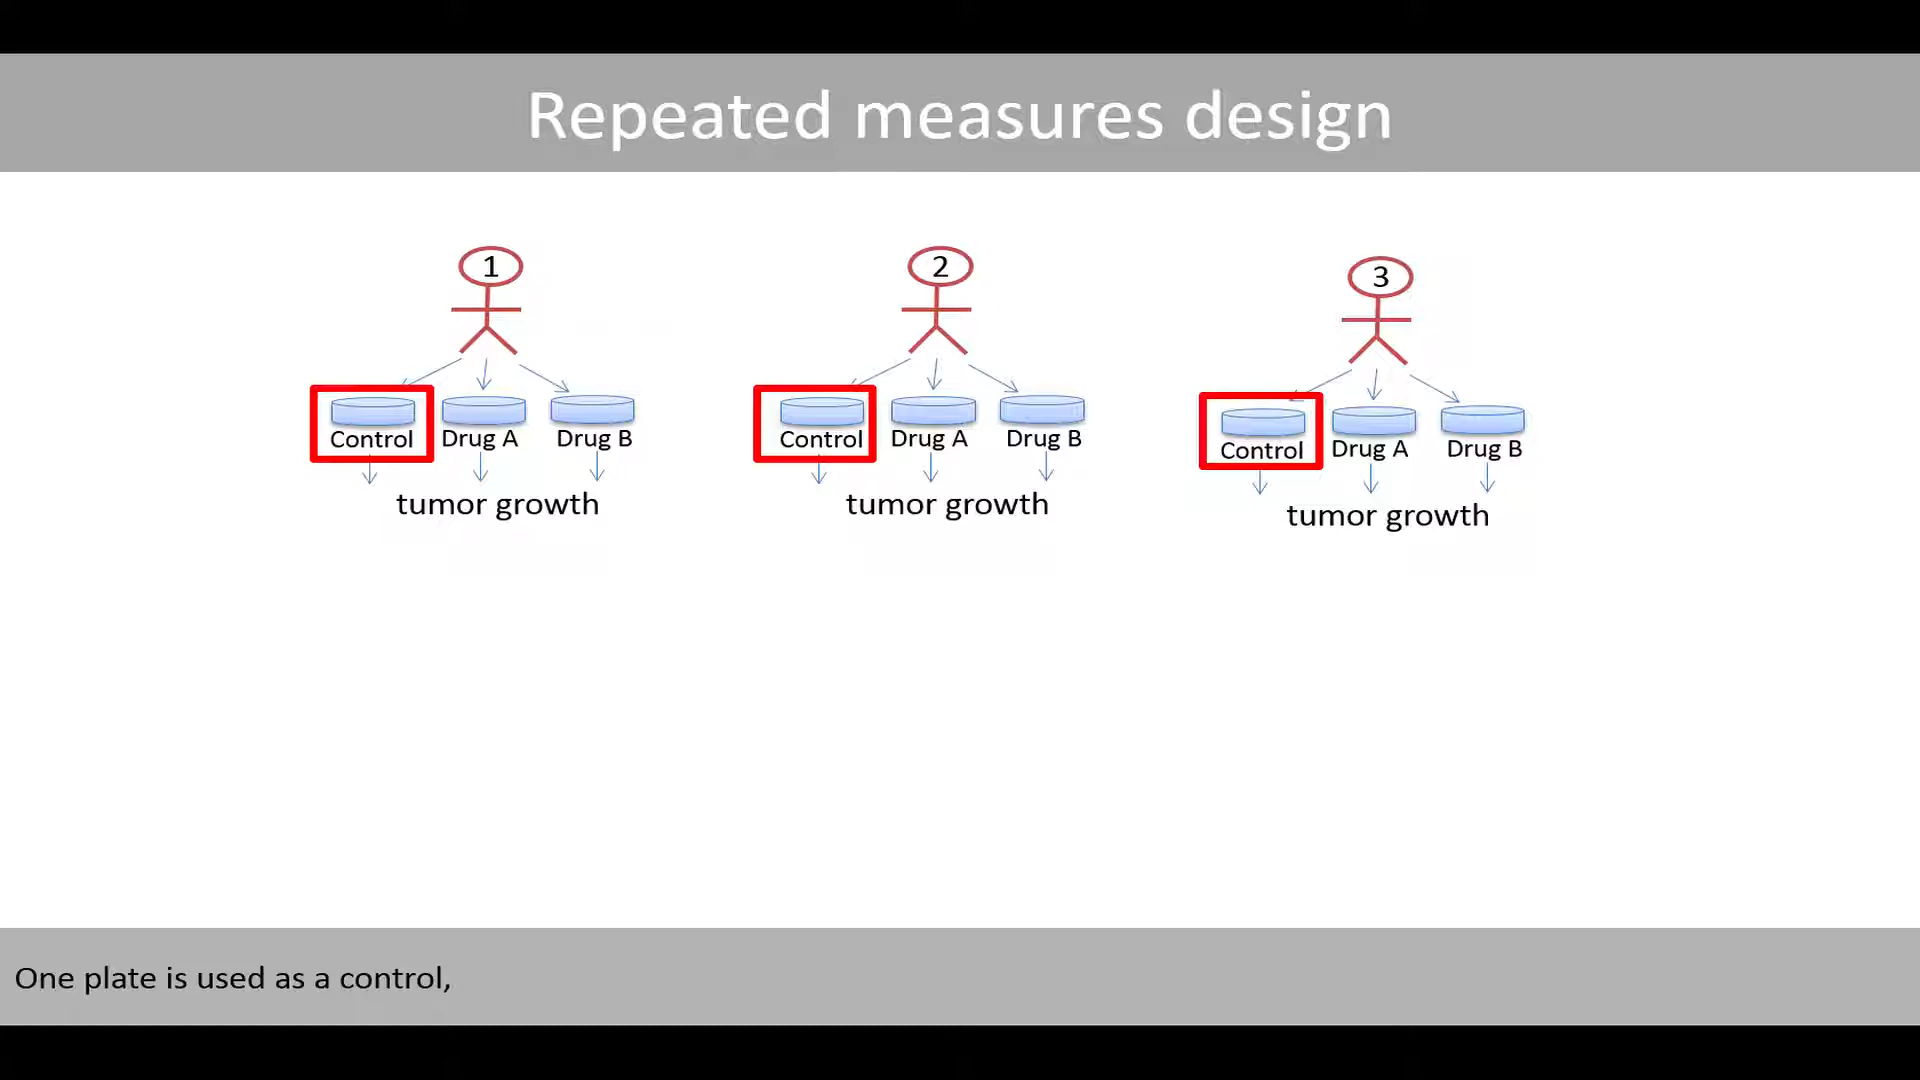 Repeated measures design
1
2
3
Control Drug A Drug B
Control Drug A Drug B
Control Drug A Drug B
tumor growth
tumor growth
tumor growth
One plate is used as a control,